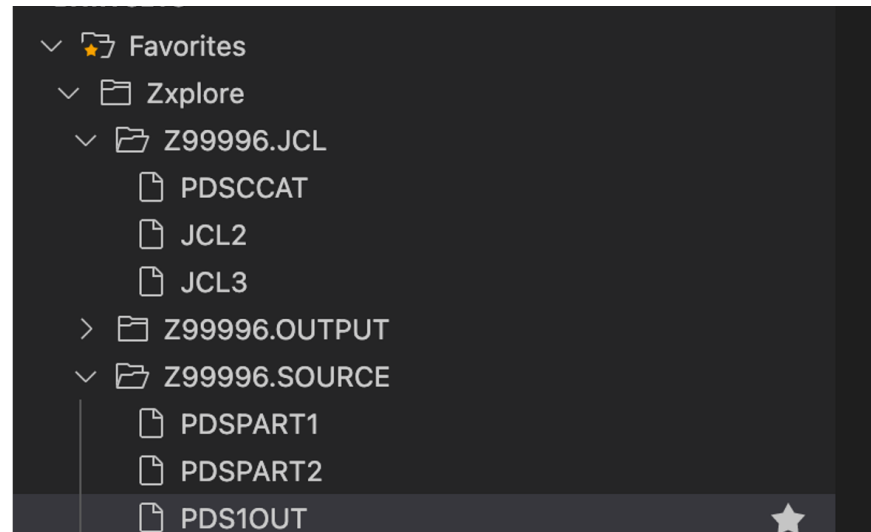 Favorites
Zxplore
Z99996.JCL
PDSCCAT
JCL2
JCL3
Z99996.OUTPUT
Z99996.SOURCE
PDSPART1
PDSPART2
PDS1OUT